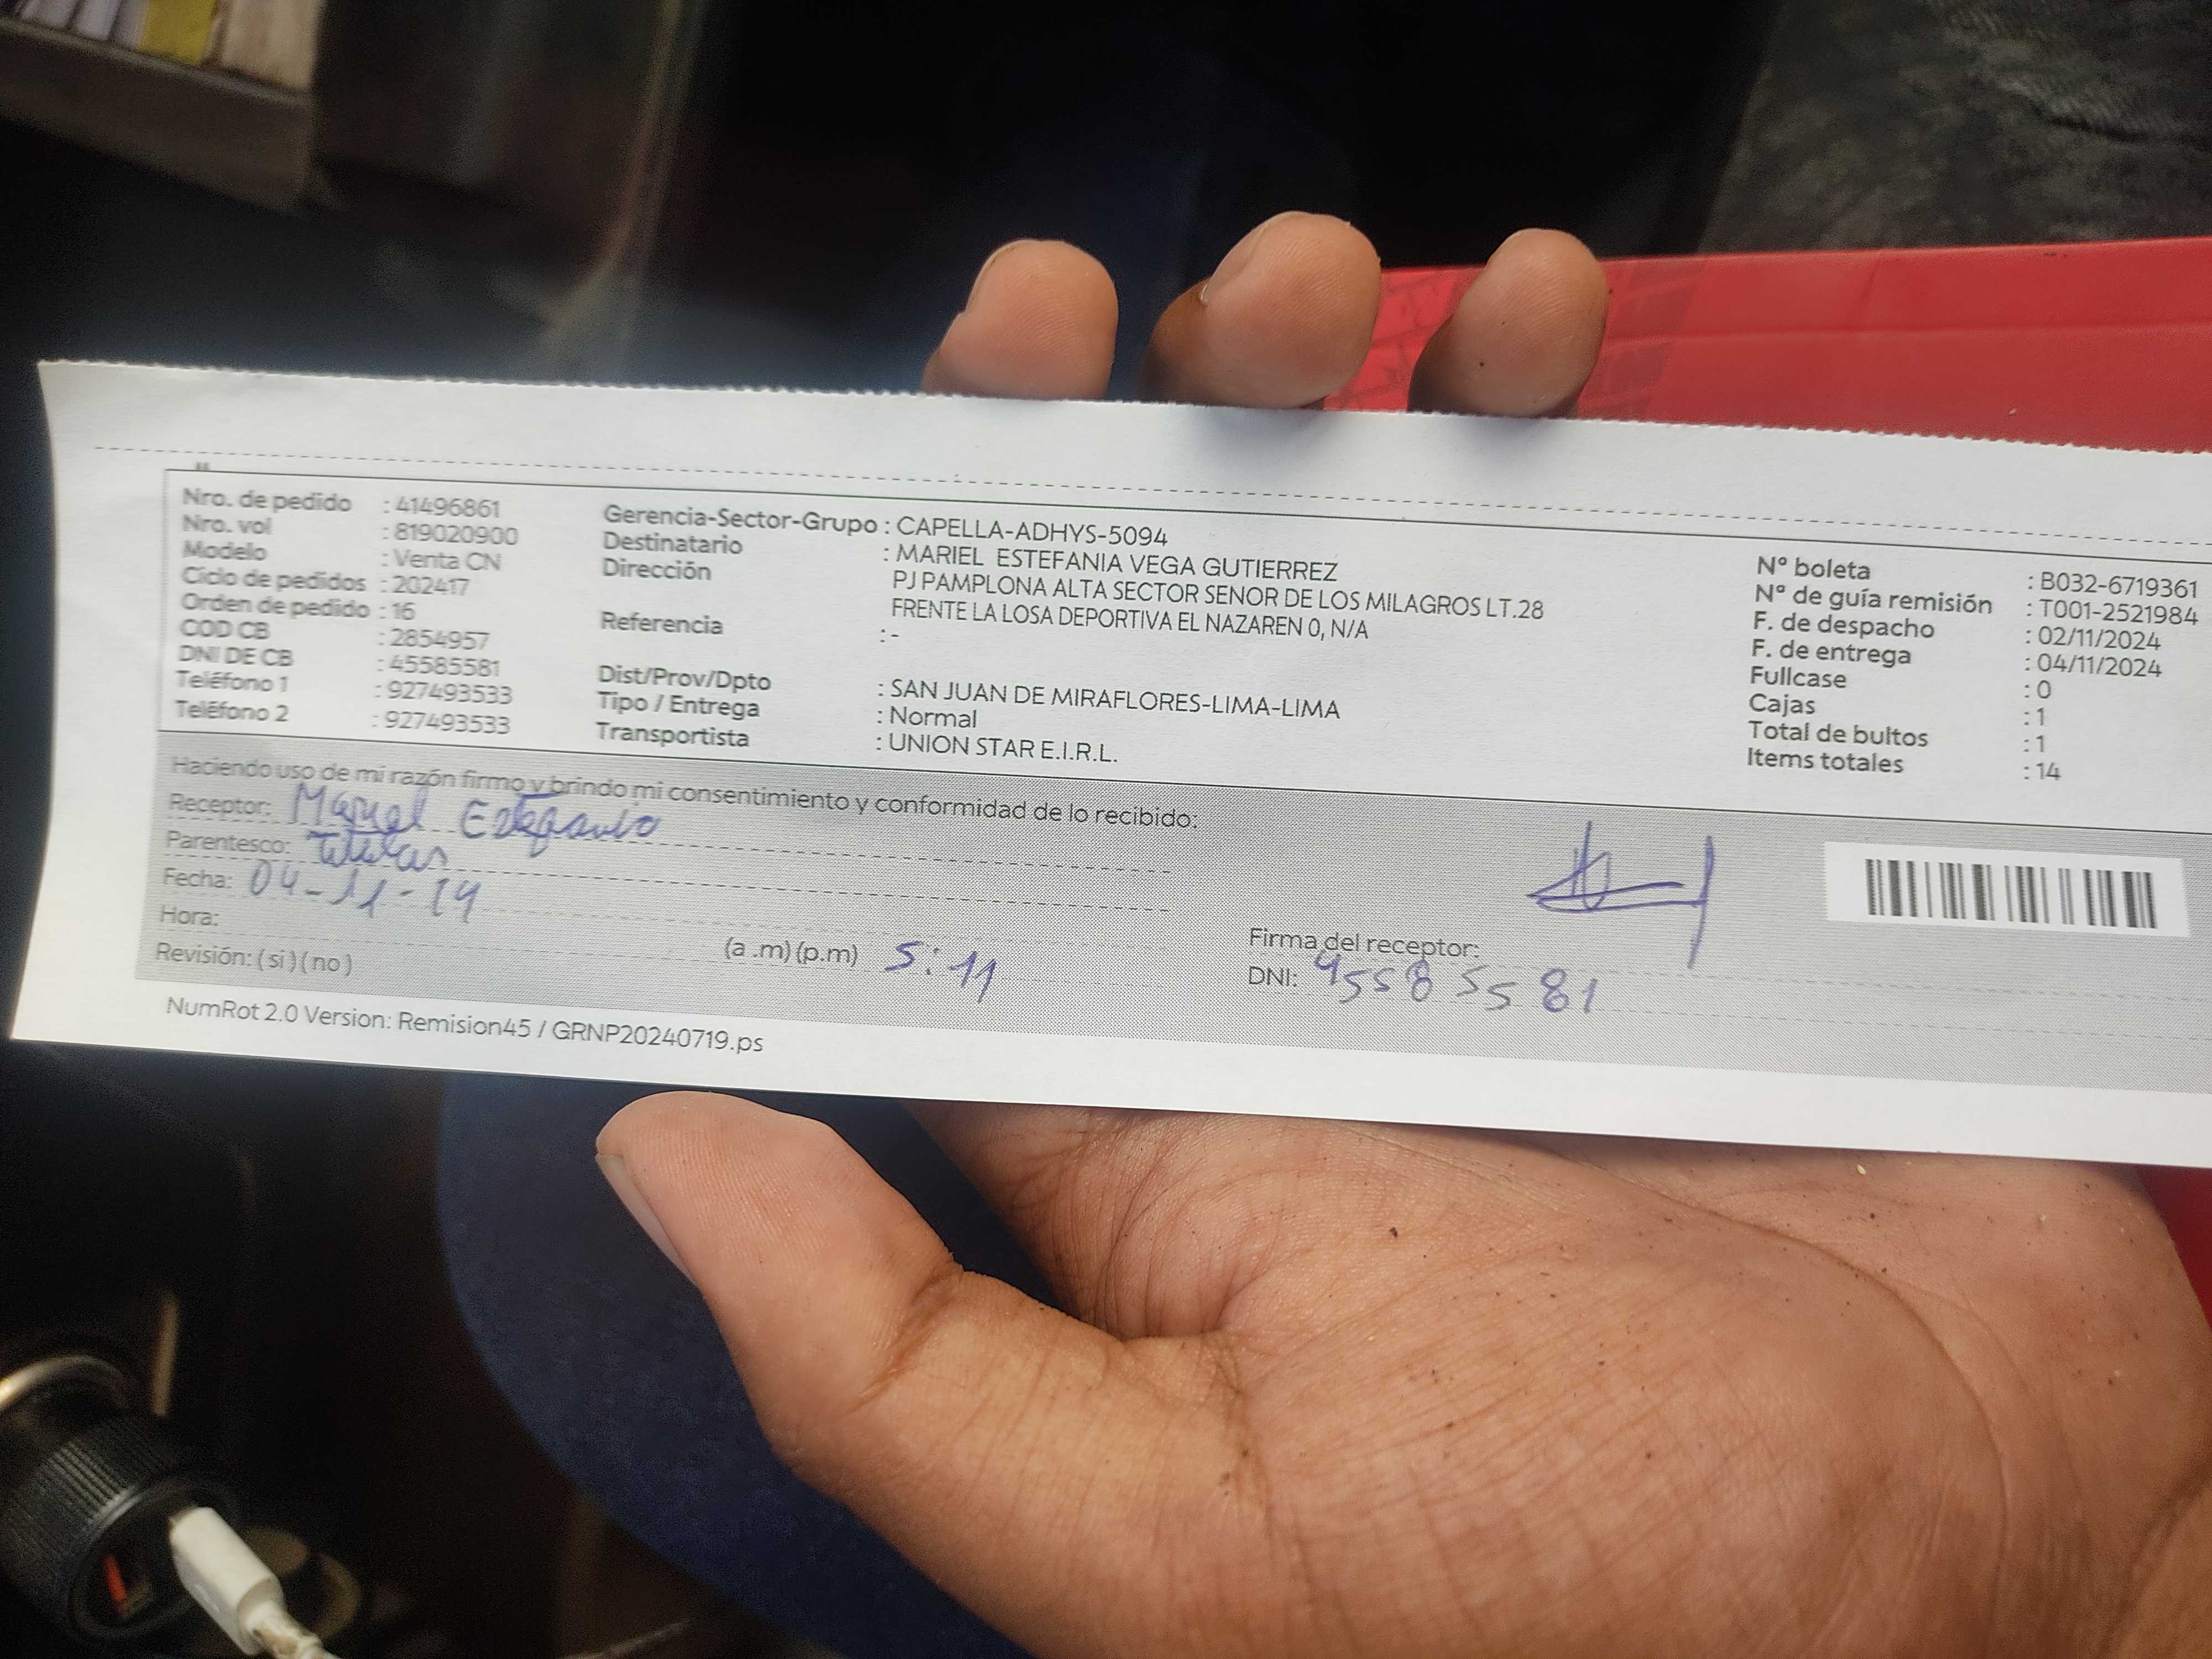 Nro. de pedido : 41496861
Nro. vol : 819020900
Modelo : Venta CN
Ciclo de pedidos : 202417
Orden de pedido : 16
COD CB : 2854957
DNI DE CB : 45585581
Teléfono 1 : 927493533
Teléfono 2 : 927493533
Gerencia-Sector-Grupo : CAPELLA-ADHYS-5094
Destinatario : MARIEL ESTEFANIA VEGA GUTIERREZ
Dirección PJ PAMPLONA ALTA SECTOR SENOR DE LOS MILAGROS LT.28
FRENTE LA LOSA DEPORTIVA EL NAZAREN 0, N/A
Referencia : -
Dist/Prov/Dpto : SAN JUAN DE MIRAFLORES-LIMA-LIMA
Tipo / Entrega : Normal
Transportista : UNION STAR E.I.R.L.
N° boleta : B032-6719361
N° de guía remisión : T001-2521984
F. de despacho : 02/11/2024
F. de entrega : 04/11/2024
Fullcase : 0
Cajas : 1
Total de bultos : 1
Items totales : 14
Haciendo uso de mi razón firmo y brindo mi consentimiento y conformidad de lo recibido:
Receptor: Mariel Estefania
Parentesco: Titular
Fecha: 04-11-
Hora: (a .m) (p.m) 5:11
Revisión: ( si ) ( no )
Firma del receptor:
DNI: 45585581
NumRot 2.0 Version: Remision45 / GRNP20240719.ps